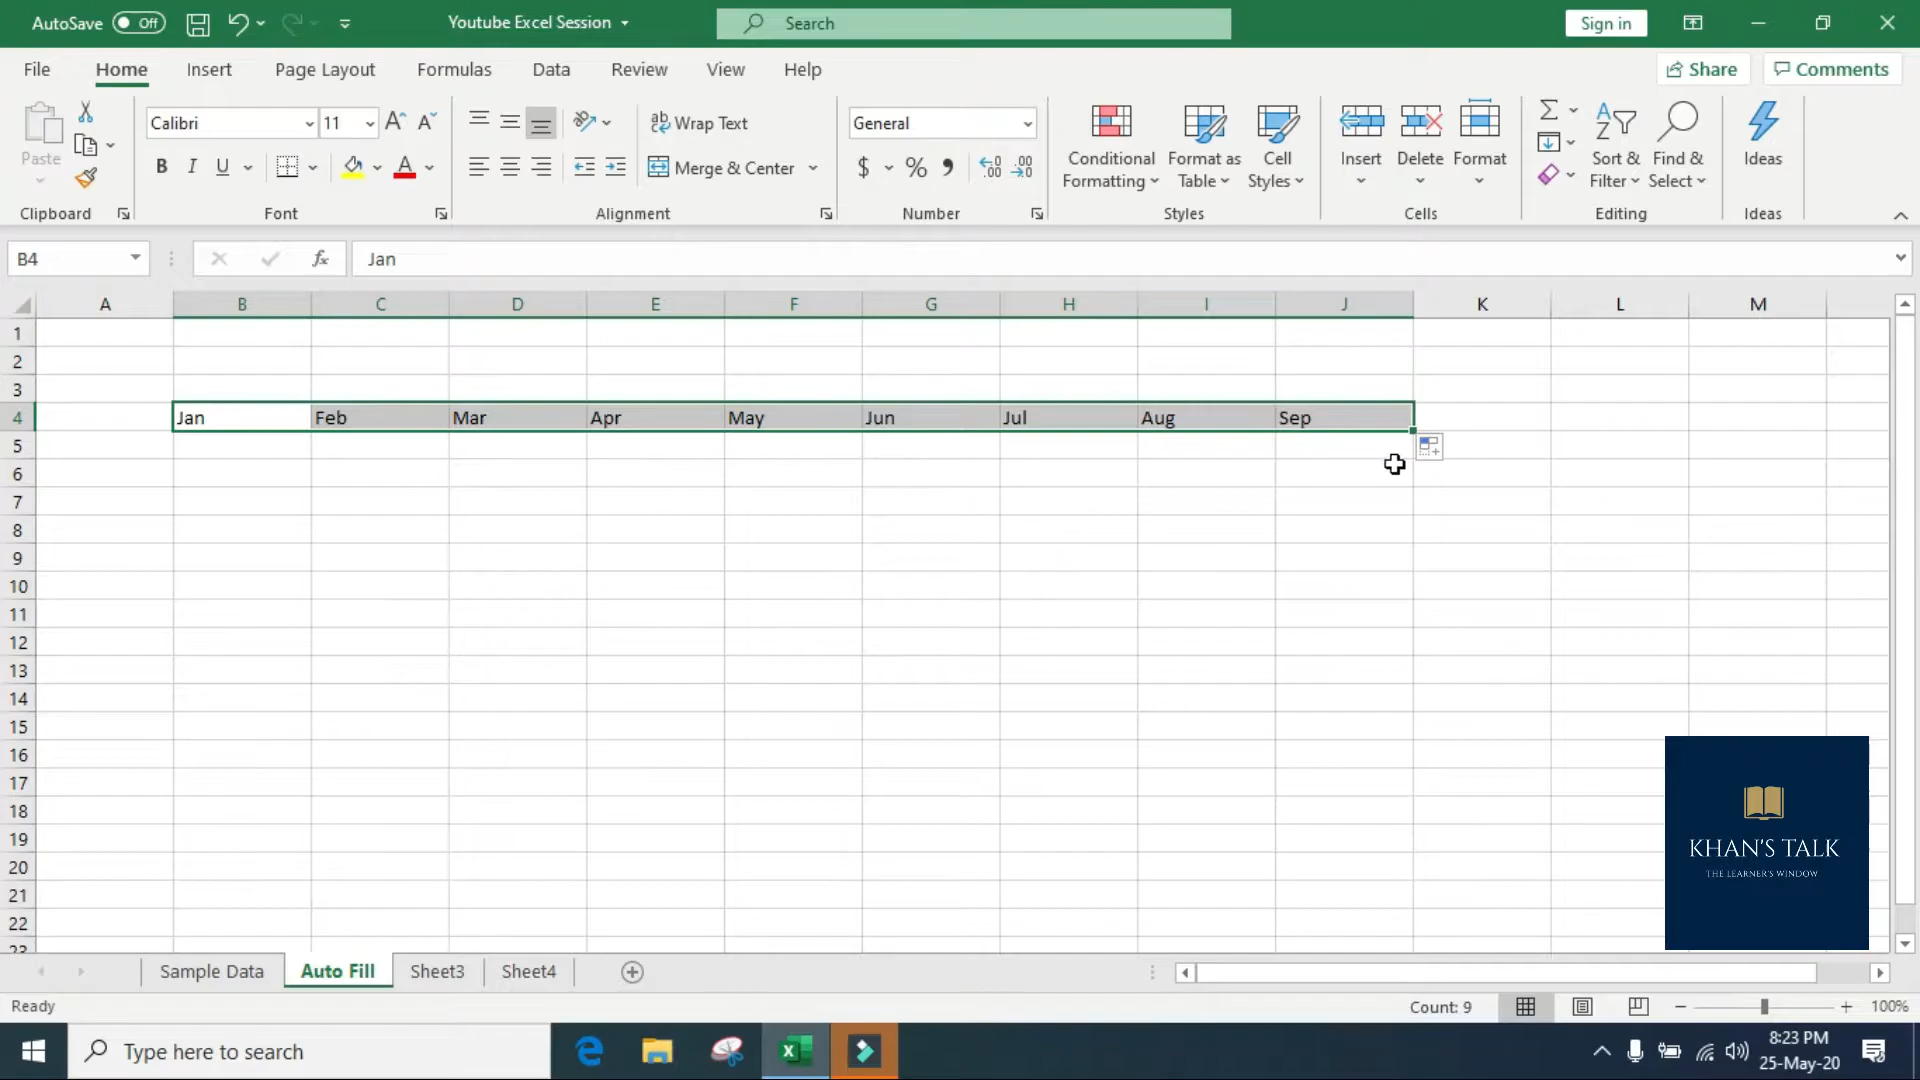 AutoSave Off Youtube Excel Session Search Sign in
File Home Insert Page Layout Formulas Data Review View Help Share Comments
Paste
Calibri 11
B I U A
Wrap Text
Merge & Center
General
$ %
Conditional Formatting
Format as Table
Cell Styles
Insert
Delete
Format
Sort & Filter
Find & Select
Ideas
Clipboard Font Alignment Number Styles Cells Editing Ideas
B4 fx Jan
A B C D E F G H I J K L M
1
2
3
4 Jan Feb Mar Apr May Jun Jul Aug Sep
5
6
7
8
9
10
11
12
13
14
15
16
17
18
19
20
21
22
23
KHAN'S TALK
THE LEARNER'S WINDOW
Sample Data Auto Fill Sheet3 Sheet4
Ready Count: 9 100%
Type here to search
8:23 PM
25-May-20